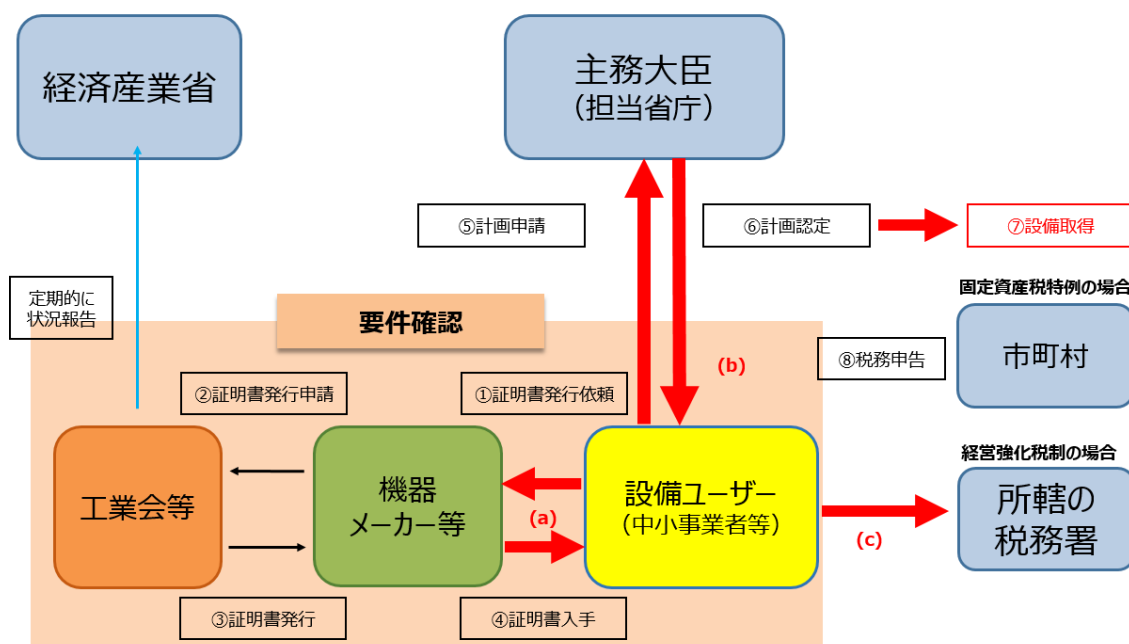 経済産業省
主務大臣
（担当省庁）
⑤計画申請
⑥計画認定
⑦設備取得
定期的に
状況報告
固定資産税特例の場合
要件確認
市町村
⑧税務申告
(b)
②証明書発行申請
①証明書発行依頼
経営強化税制の場合
工業会等
機器
メーカー等
(a)
設備ユーザー
（中小事業者等）
(c)
所轄の
税務署
③証明書発行
④証明書入手